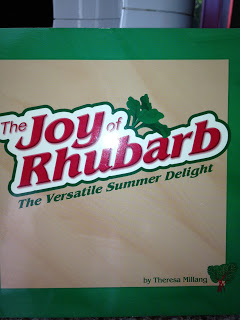 The Joy of
Rhubarb
The Versatile Summer Delight
by Theresa Millang